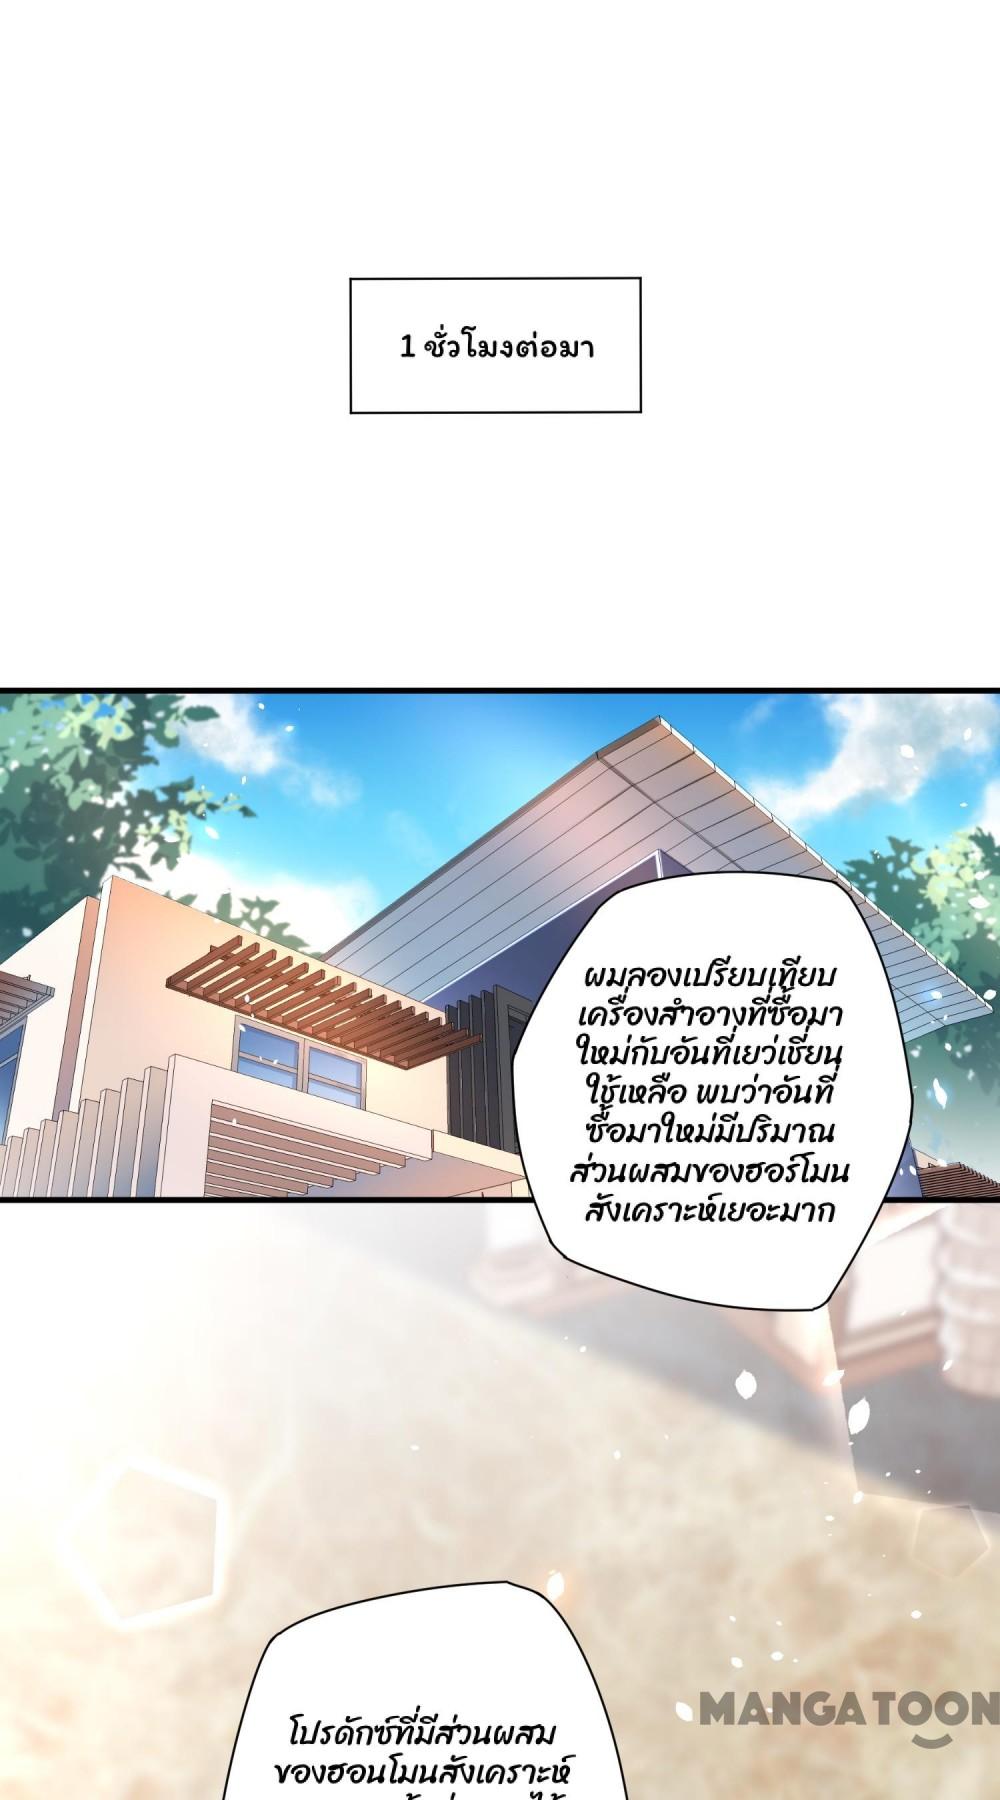 1 ชั่วโมงต่อมา
ผมลองเปรียบเทียบ
เครื่องสำอางที่ซื้อมา
ใหม่กับอันที่เยว่เชี่ยน
ใช้เหลือ พบว่าอันที่
ซื้อมาใหม่มีปริมาณ
ส่วนผสมของฮอร์โมน
สังเคราะห์เยอะมาก
MANGATOON
โปรดักซ์ที่มีส่วนผสม
ของฮอนโมนสังเคราะห์